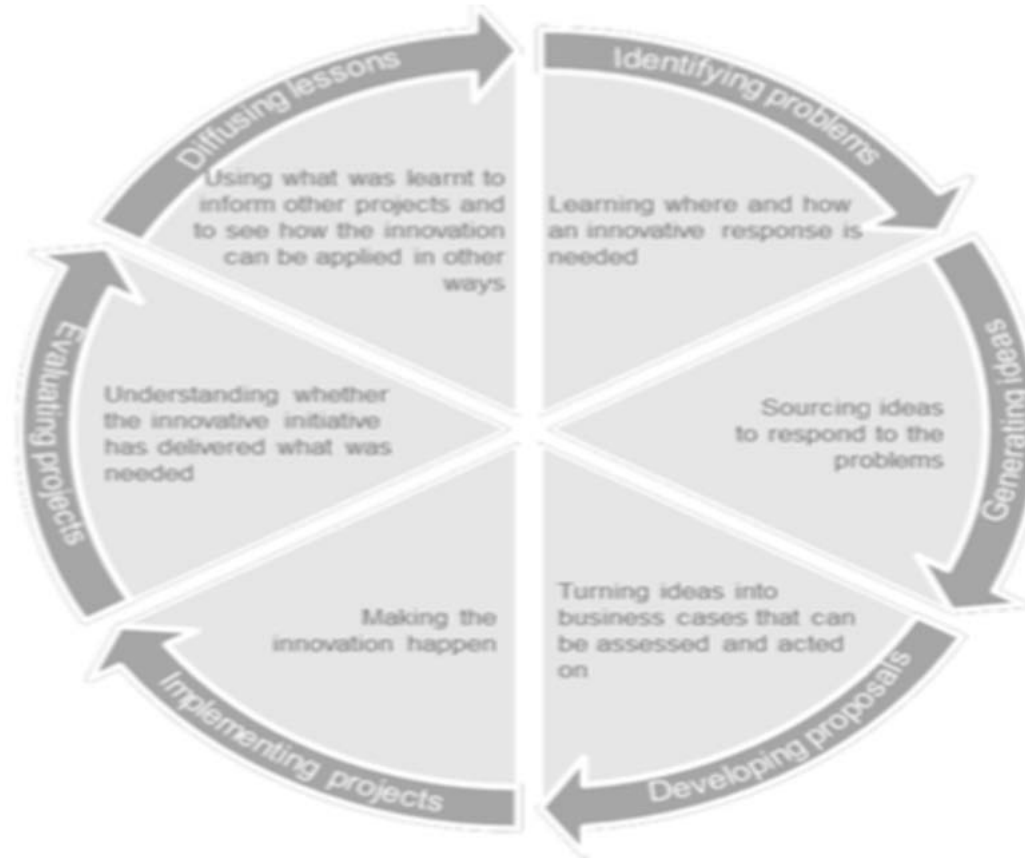 Identifying problems
Learning where and how
an innovative response is
needed
Generating ideas
Sourcing ideas
to respond to the
problems
Developing proposals
Turning ideas into
business cases that can
be assessed and acted
on
Implementing projects
Making the
innovation happen
Evaluating projects
Understanding whether
the innovative initiative
has delivered what was
needed
Diffusing lessons
Using what was learnt to
inform other projects and
to see how the innovation
can be applied in other
ways